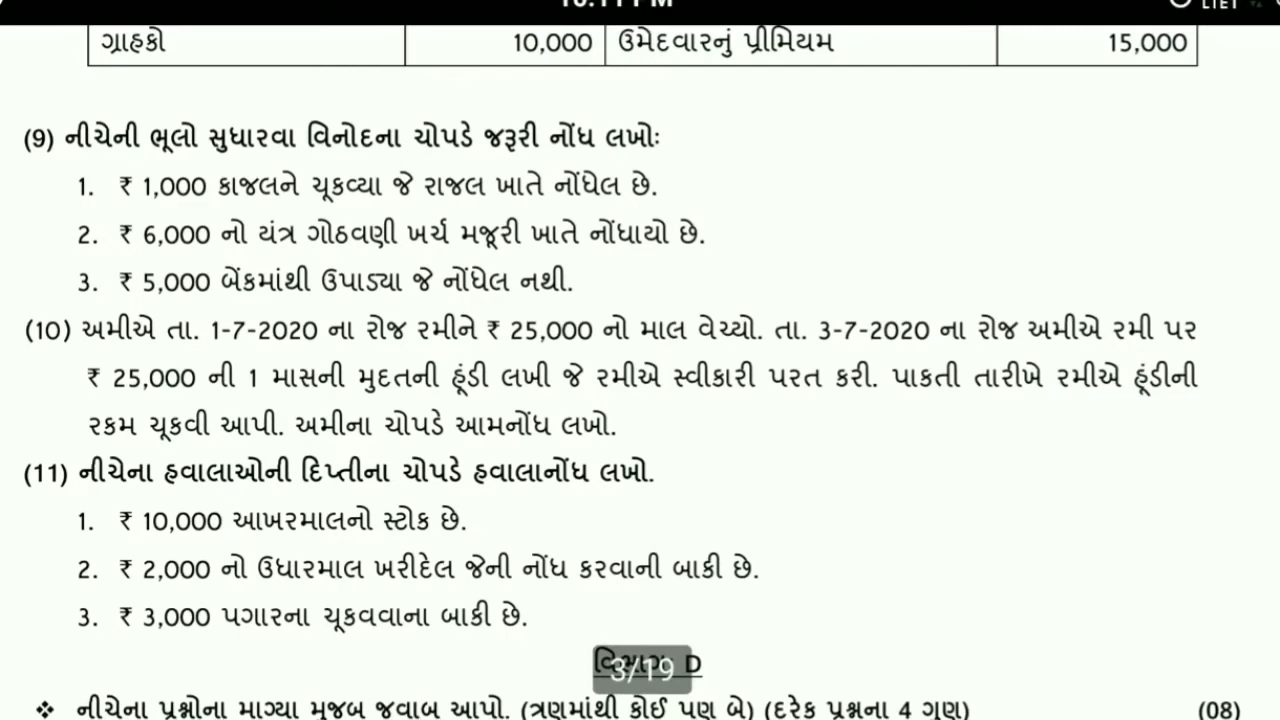 ગ્રાહકો 10,000 ઉમેદવારનું પ્રીમિયમ 15,000
(9) નીચેની ભૂલો સુધારવા વિનોદના ચોપડે જરૂરી નોંધ લખોઃ
1. ₹ 1,000 કાજલને ચૂકવ્યા જે રાજલ ખાતે નોંધેલ છે.
2. ₹ 6,000 નો યંત્ર ગોઠવણી ખર્ચ મજૂરી ખાતે નોંધાયો છે.
3. ₹ 5,000 બેંકમાંથી ઉપાડ્યા જે નોંધેલ નથી.
(10) અમીએ તા. 1-7-2020 ના રોજ રમીને ₹ 25,000 નો માલ વેચ્યો. તા. 3-7-2020 ના રોજ અમીએ રમી પર
₹ 25,000 ની 1 માસની મુદતની હૂંડી લખી જે રમીએ સ્વીકારી પરત કરી. પાકતી તારીખે રમીએ હૂંડીની
રકમ ચૂકવી આપી. અમીના ચોપડે આમનોંધ લખો.
(11) નીચેના હવાલાઓની દિપ્તીના ચોપડે હવાલાનોંધ લખો.
1. ₹ 10,000 આખરમાલનો સ્ટોક છે.
2. ₹ 2,000 નો ઉધારમાલ ખરીદેલ જેની નોંધ કરવાની બાકી છે.
3. ₹ 3,000 પગારના ચૂકવવાના બાકી છે.
વિભાગ D
3/19
❖ નીચેના પ્રશ્નોના માગ્યા મુજબ જવાબ આપો. (ત્રણમાંથી કોઈ પણ બે) (દરેક પ્રશ્નના 4 ગુણ) (08)